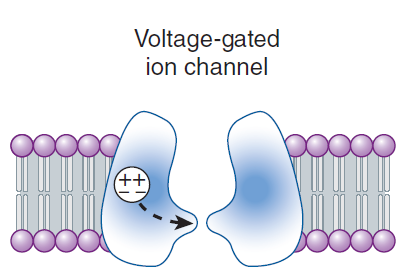 Voltage-gated
ion channel
++
−−